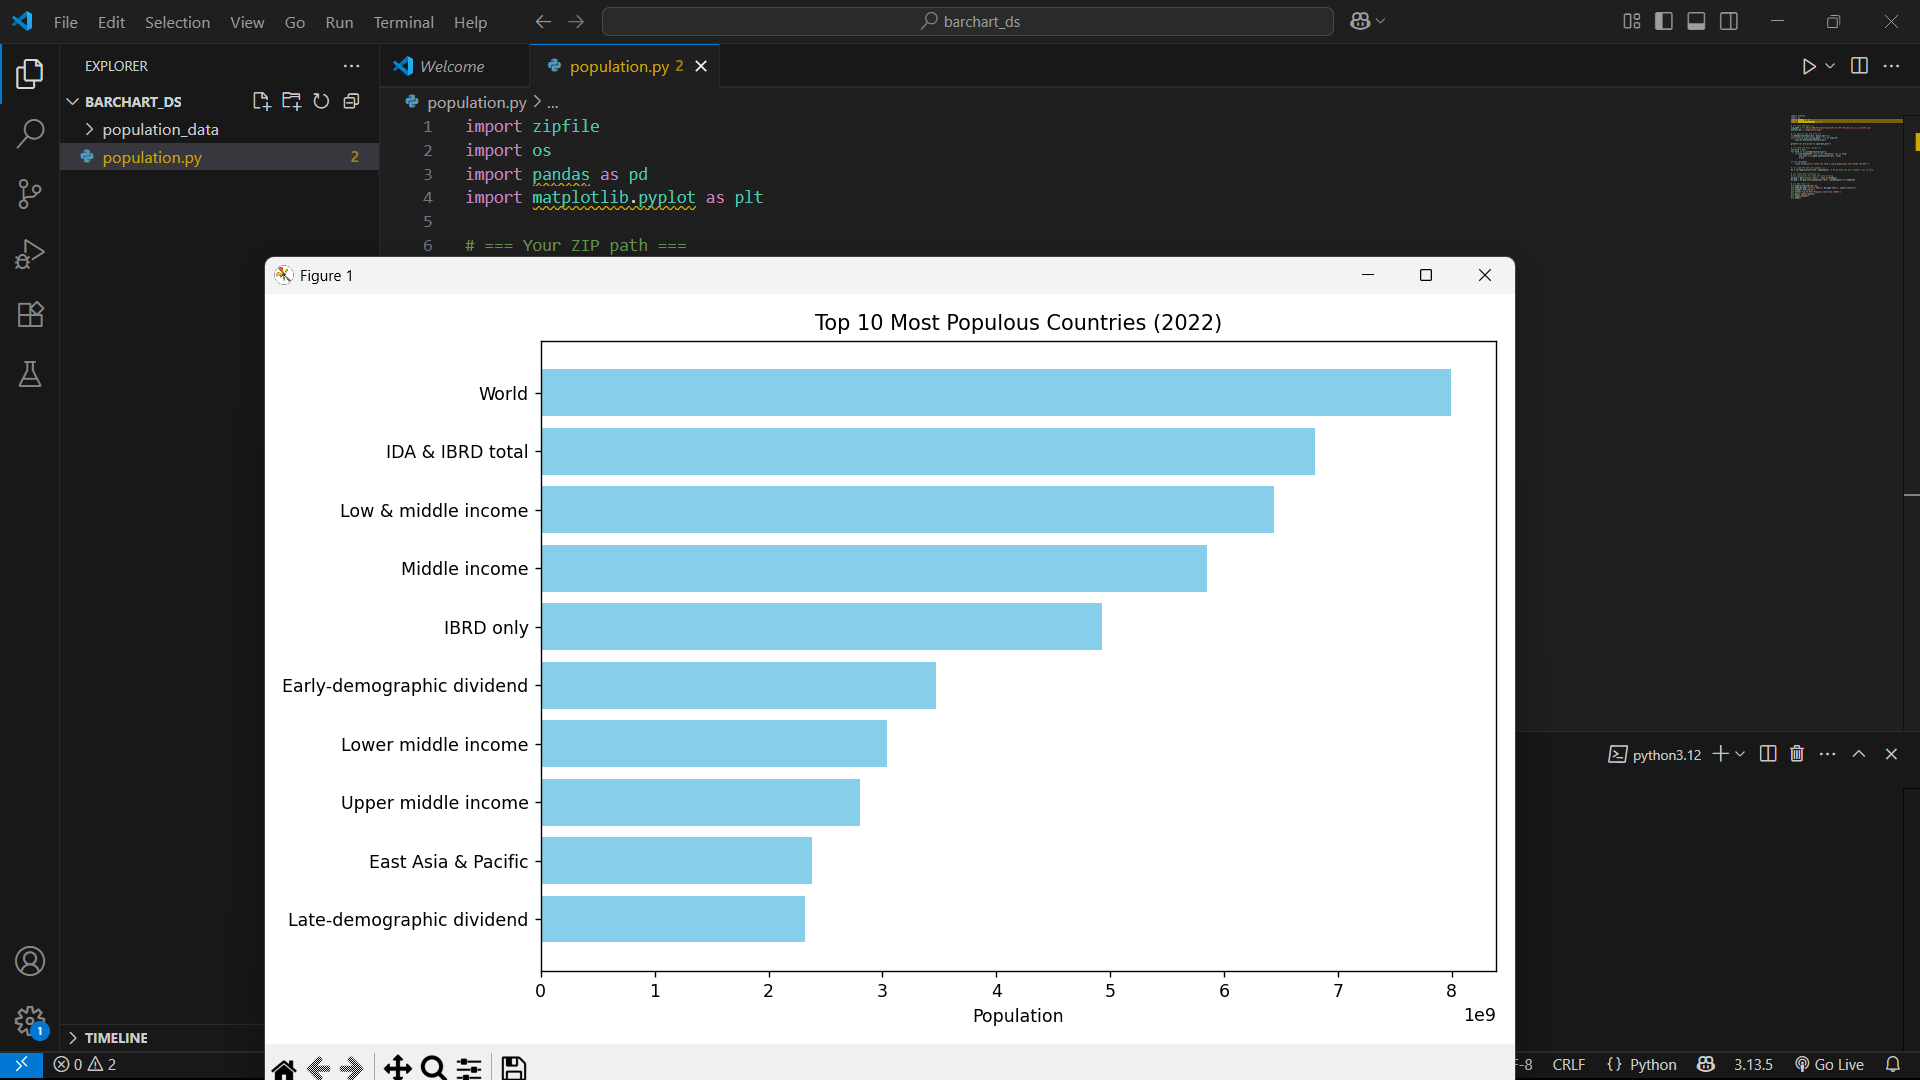 File Edit Selection View Go Run Terminal Help
barchart_ds
EXPLORER
BARCHART_DS
population_data
population.py 2
Welcome
population.py 2
population.py > ...
1 import zipfile
2 import os
3 import pandas as pd
4 import matplotlib.pyplot as plt
5
6 # === Your ZIP path ===
Figure 1
Top 10 Most Populous Countries (2022)
World
IDA & IBRD total
Low & middle income
Middle income
IBRD only
Early-demographic dividend
Lower middle income
Upper middle income
East Asia & Pacific
Late-demographic dividend
0 1 2 3 4 5 6 7 8
1e9
Population
python3.12
1
TIMELINE
0 2
F-8 CRLF {} Python 3.13.5 Go Live